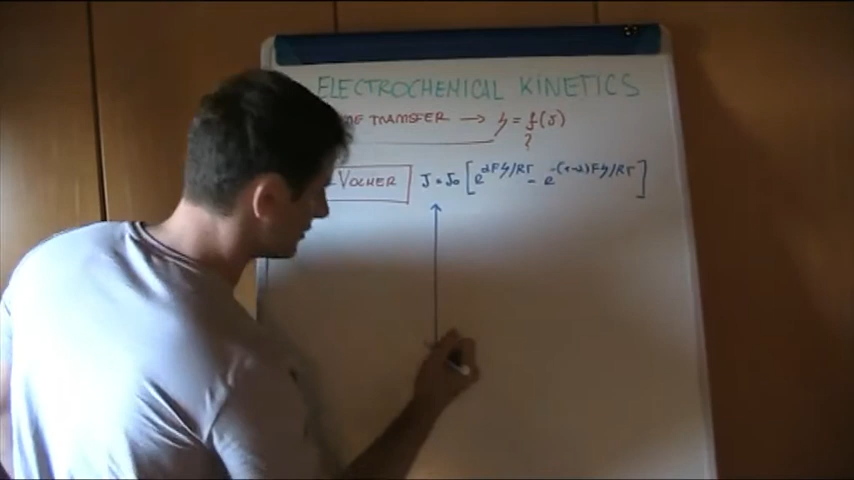 ELECTROCHEMICAL KINETICS
TRANSFER → η = f(J)
?
VOLMER J = J₀ [e^αFη/RT - e^-(1-α)Fη/RT]